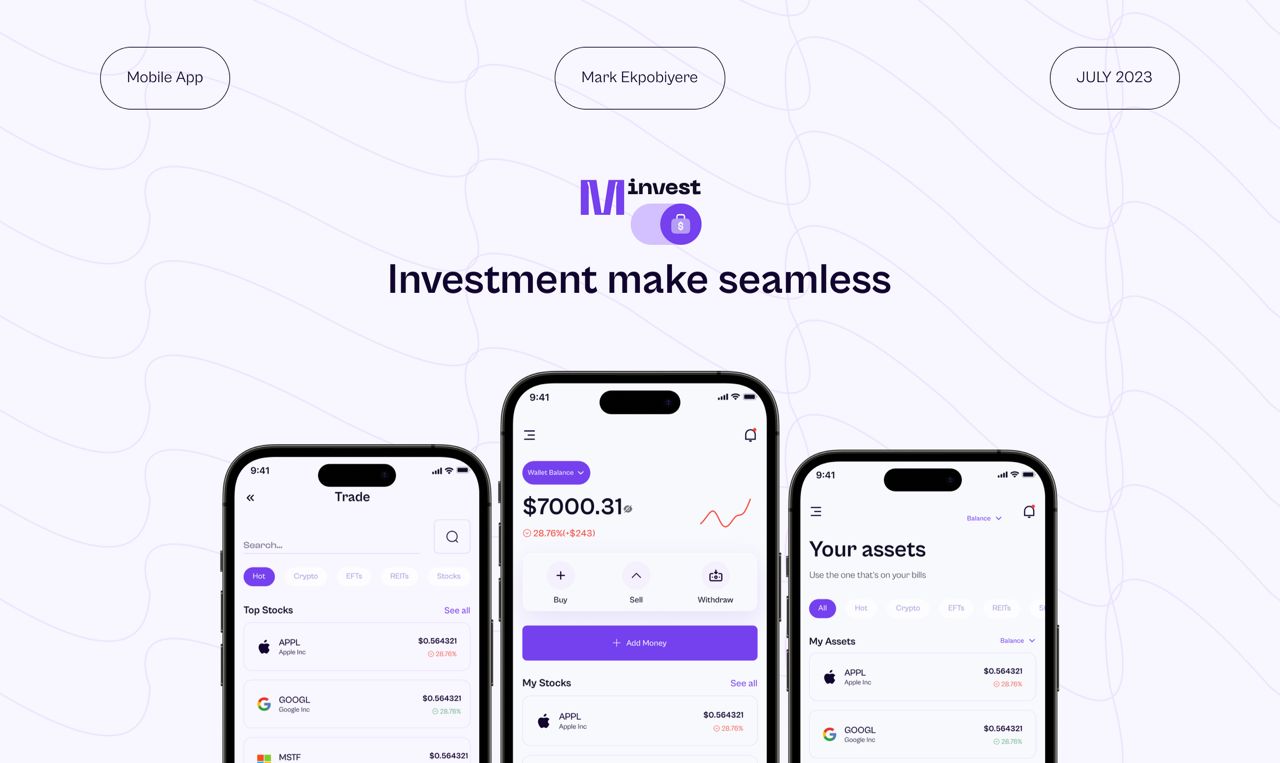 Mobile App
Mark Ekpobiyere
JULY 2023
M invest
$
Investment make seamless
9:41
«
Trade
Search...
Hot
Crypto
EFTs
REITs
Stocks
Top Stocks
See all
APPL
Apple Inc
$0.564321
28.76%
GOOGL
Google Inc
$0.564321
28.76%
MSTF
$0.564321
9:41
Wallet Balance
$7000.31
28.76%(+$243)
Buy
Sell
Withdraw
+ Add Money
My Stocks
See all
APPL
Apple Inc
$0.564321
28.76%
9:41
Balance
Your assets
Use the one that's on your bills
All
Hot
Crypto
EFTs
REITs
My Assets
Balance
APPL
Apple Inc
$0.564321
28.76%
GOOGL
Google Inc
$0.564321
28.76%